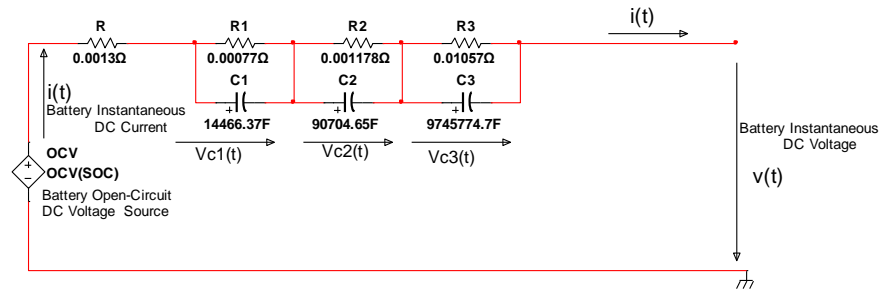 R
R1
R2
R3
i(t)
0.0013Ω
0.00077Ω
0.001178Ω
0.01057Ω
C1
C2
C3
i(t)
Battery Instantaneous
DC Current
+
+
+
14466.37F
90704.65F
9745774.7F
Vc1(t)
Vc2(t)
Vc3(t)
Battery Instantaneous
DC Voltage
v(t)
+
−
OCV
OCV(SOC)
Battery Open-Circuit
DC Voltage Source